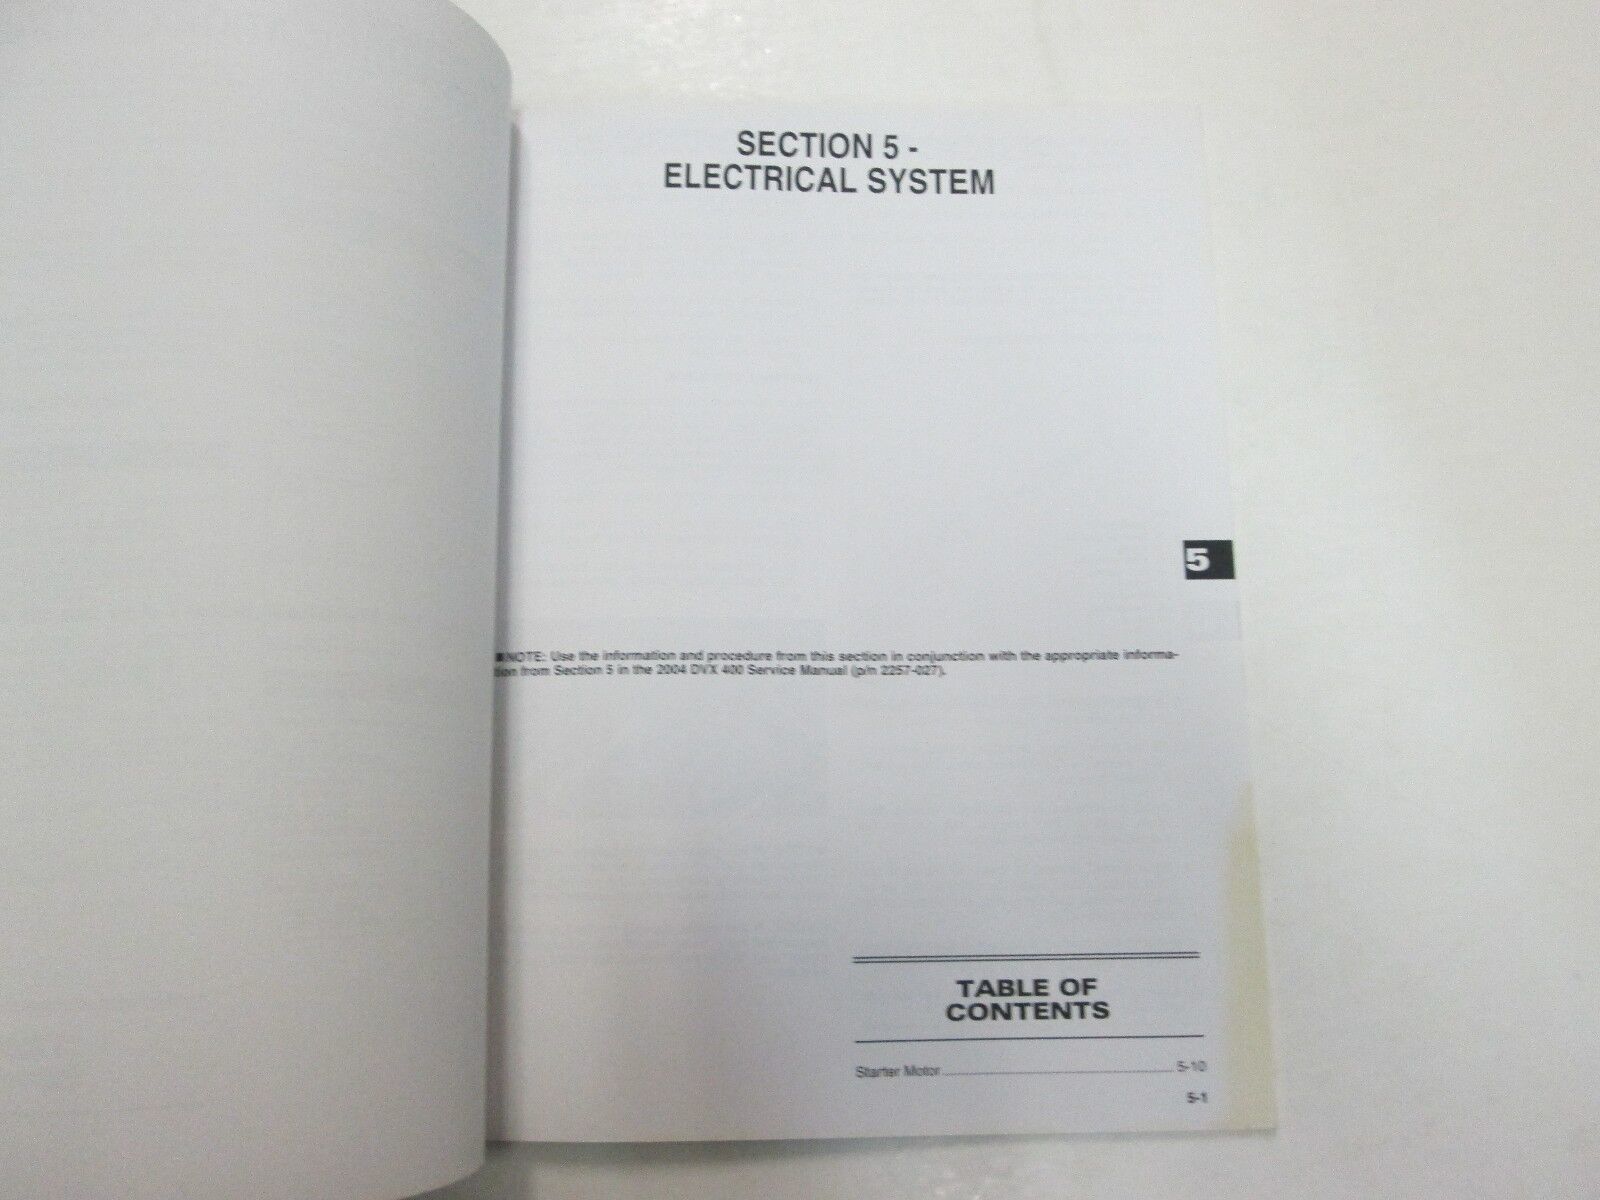 SECTION 5 -
ELECTRICAL SYSTEM
5
■NOTE: Use the information and procedure from this section in conjunction with the appropriate informa-
tion from Section 5 in the 2004 DVX 400 Service Manual (p/n 2257-027).
TABLE OF
CONTENTS
Starter Motor ........................................ 5-10
5-1